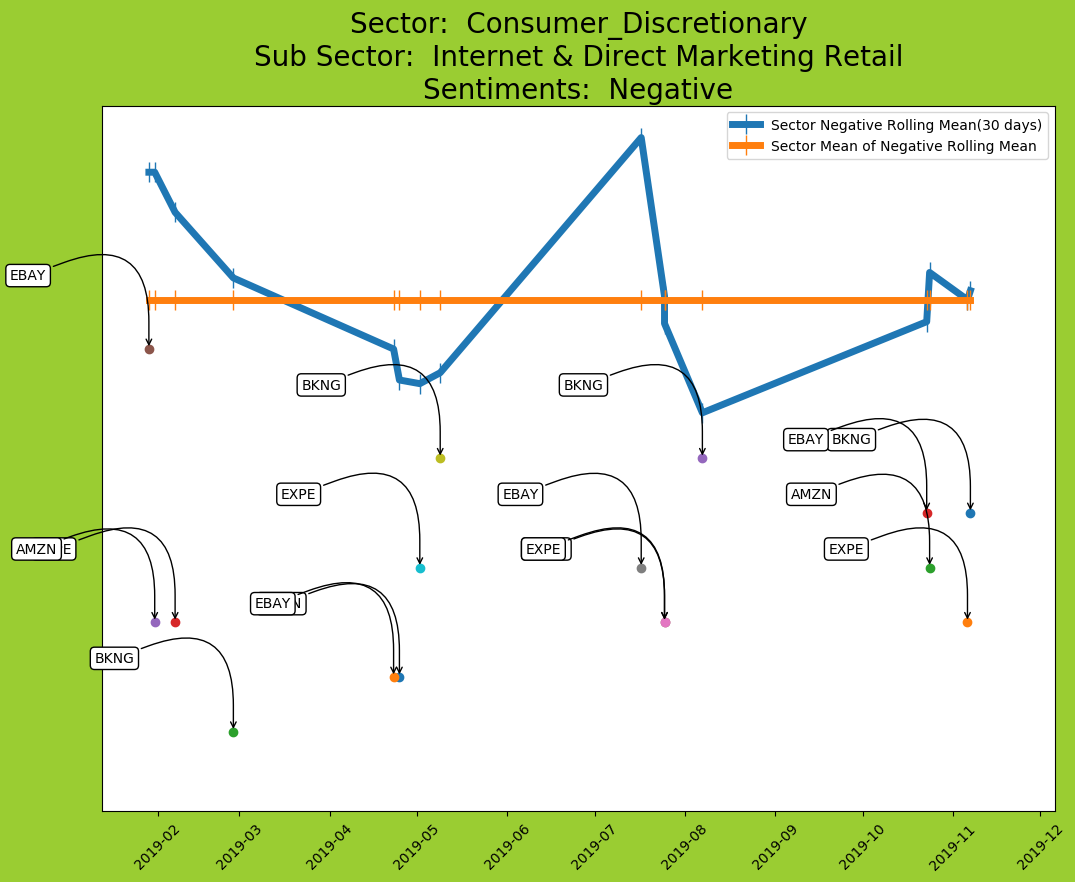 Sector:  Consumer_Discretionary
Sub Sector:  Internet & Direct Marketing Retail
Sentiments:  Negative
Sector Negative Rolling Mean(30 days)
Sector Mean of Negative Rolling Mean
EBAY
BKNG
BKNG
EBAY
BKNG
EXPE
EBAY
AMZN
AMZN
E
EXPE
EXPE
EBAY
N
BKNG
2019-02
2019-03
2019-04
2019-05
2019-06
2019-07
2019-08
2019-09
2019-10
2019-11
2019-12